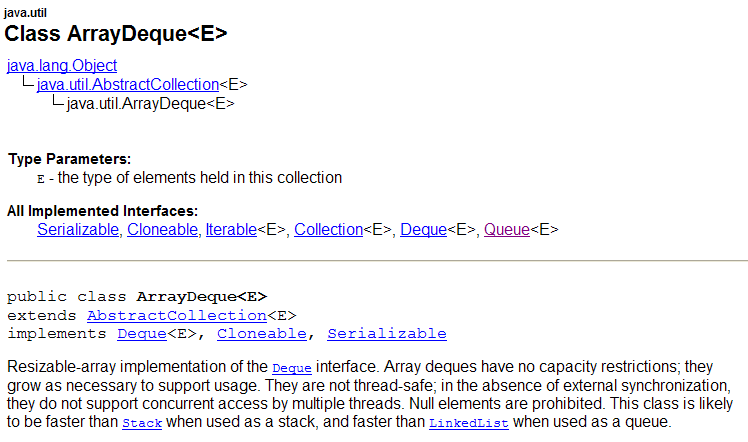 java.util
Class ArrayDeque<E>
java.lang.Object
java.util.AbstractCollection<E>
java.util.ArrayDeque<E>
Type Parameters:
E - the type of elements held in this collection
All Implemented Interfaces:
Serializable, Cloneable, Iterable<E>, Collection<E>, Deque<E>, Queue<E>
public class ArrayDeque<E>
extends AbstractCollection<E>
implements Deque<E>, Cloneable, Serializable
Resizable-array implementation of the Deque interface. Array deques have no capacity restrictions; they
grow as necessary to support usage. They are not thread-safe; in the absence of external synchronization,
they do not support concurrent access by multiple threads. Null elements are prohibited. This class is likely
to be faster than Stack when used as a stack, and faster than LinkedList when used as a queue.